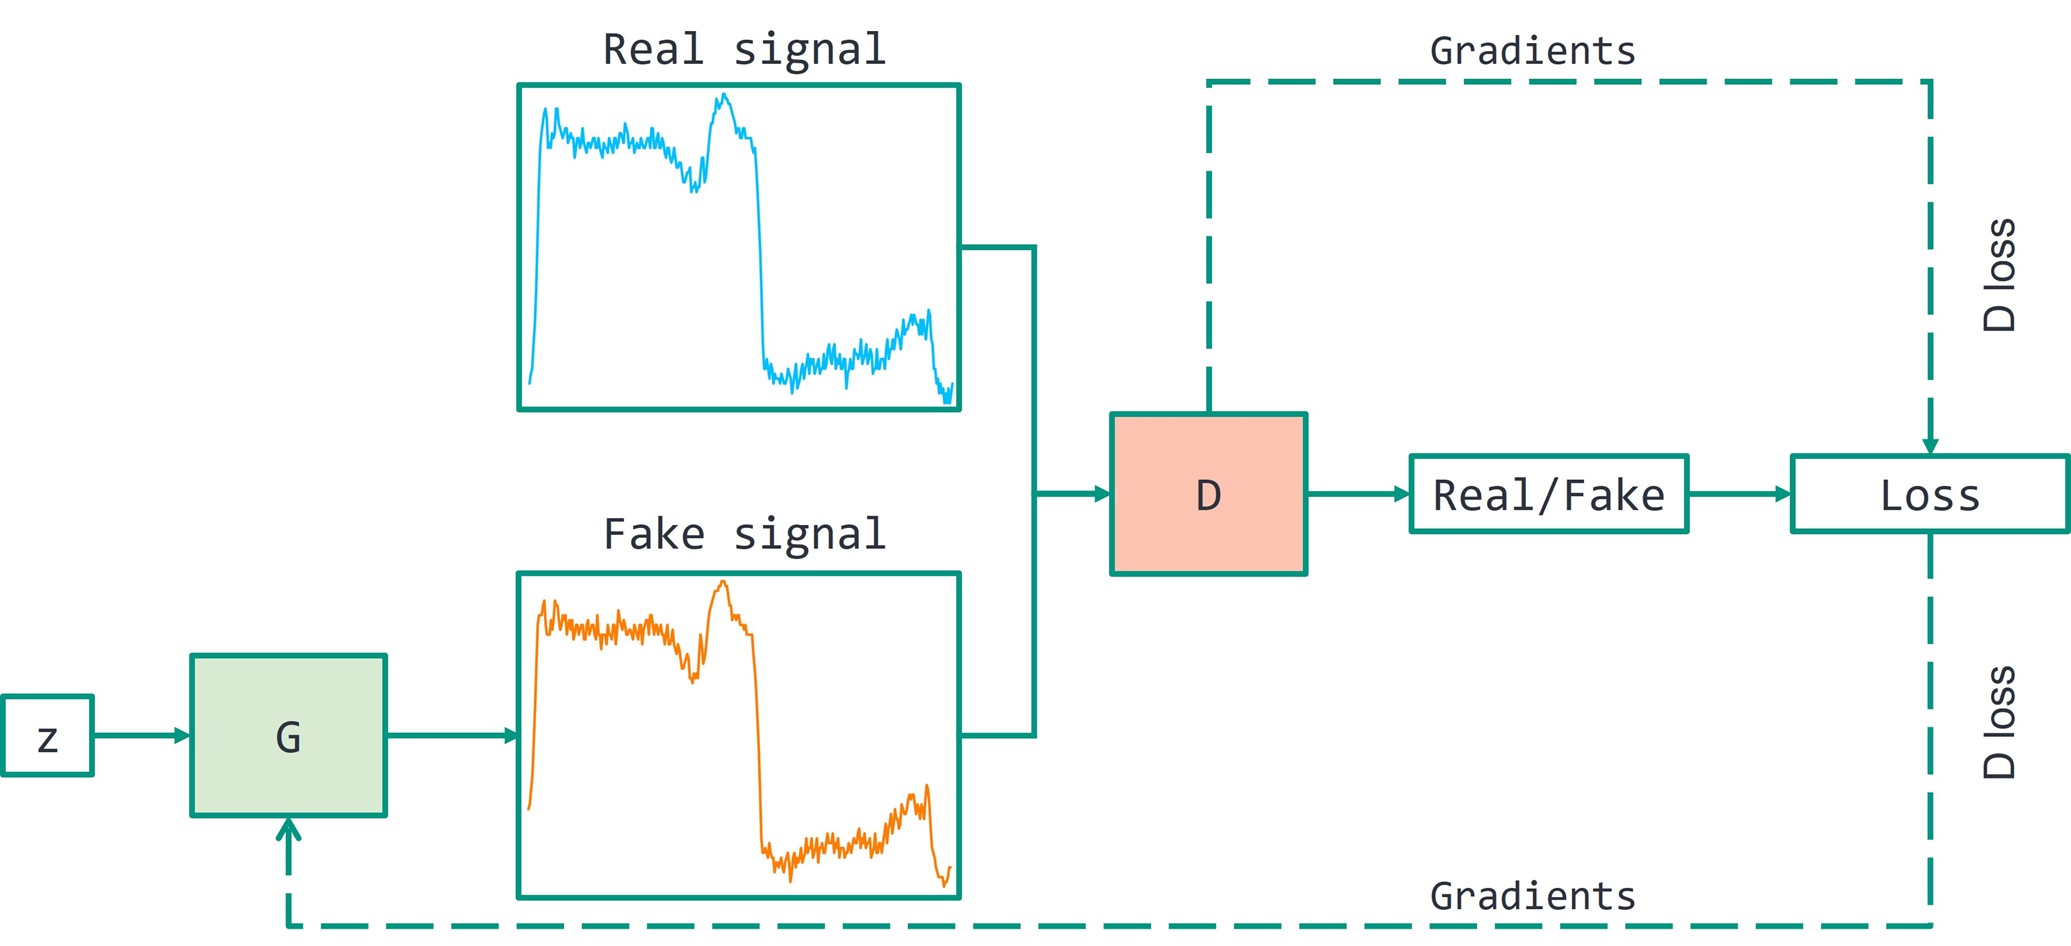 Real signal
Gradients
D loss
D
Real/Fake
Loss
Fake signal
z
G
D loss
Gradients